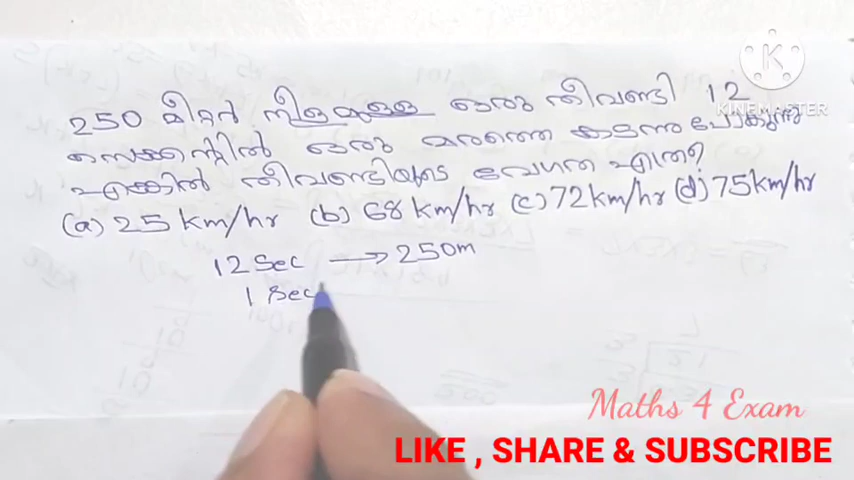 250 മീറ്റർ നീളമുള്ള ഒരു തീവണ്ടി 12
സെക്കന്റിൽ ഒരു മരത്തെ കടന്നു പോകുന്നു
എങ്കിൽ തീവണ്ടിയുടെ വേഗത എത്ര?
(a) 25 km/hr (b) 68 km/hr (c) 72 km/hr (d) 75 km/hr
12 Sec → 250m
1 Sec
KINEMASTER
Maths 4 Exam
LIKE , SHARE & SUBSCRIBE